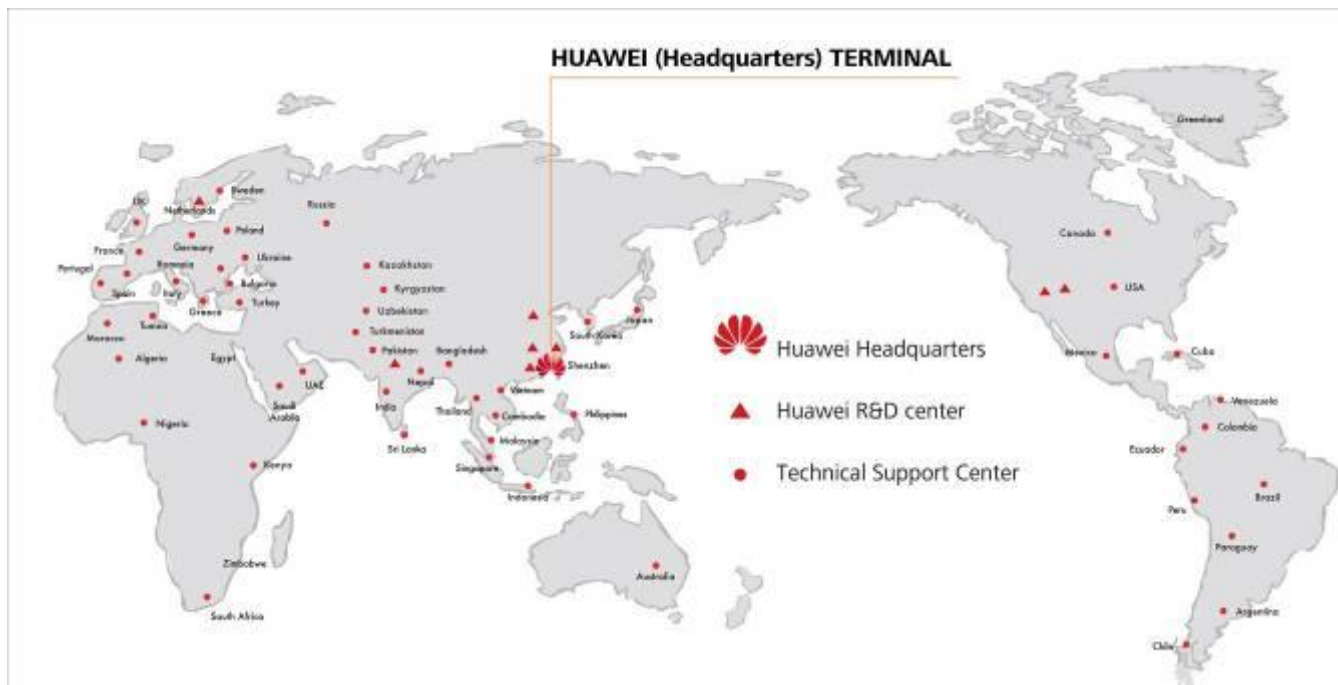 HUAWEI (Headquarters) TERMINAL
Greenland
Sweden
UK
Netherlands
Russia
Canada
Poland
Germany
France
Ukraine
Romania
Kazakhstan
Portugal
Bulgaria
Kyrgyzstan
USA
Spain
Italy
Turkey
Greece
Uzbekistan
Tunisia
Japan
South Korea
Turkmenistan
Morocco
Huawei Headquarters
Pakistan
Bangladesh
Mexico
Cuba
Algeria
Egypt
Shenzhen
UAE
Nepal
Saudi
Arabia
India
Vietnam
Thailand
Cambodia
Philippines
Huawei R&D center
Venezuela
Nigeria
Colombia
Malaysia
Sri Lanka
Ecuador
Singapore
Kenya
Technical Support Center
Indonesia
Brazil
Peru
Paraguay
Zimbabwe
Australia
South Africa
Argentina
Chile